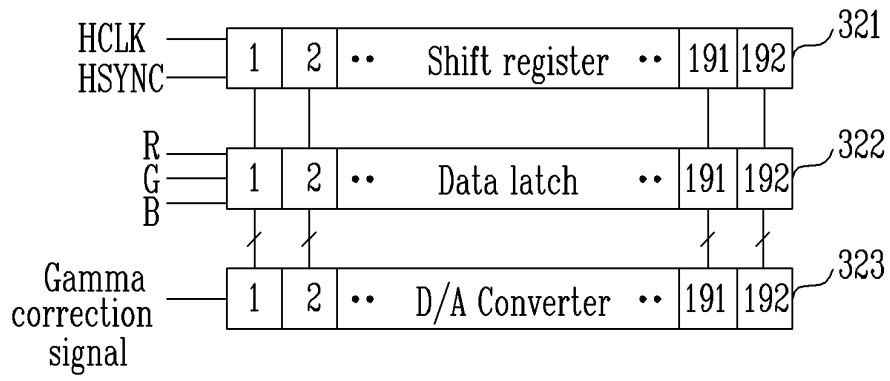 HCLK
HSYNC
1 2 •• Shift register •• 191 192
321
R
G
B
1 2 •• Data latch •• 191 192
322
Gamma
correction
signal
1 2 •• D/A Converter •• 191 192
323